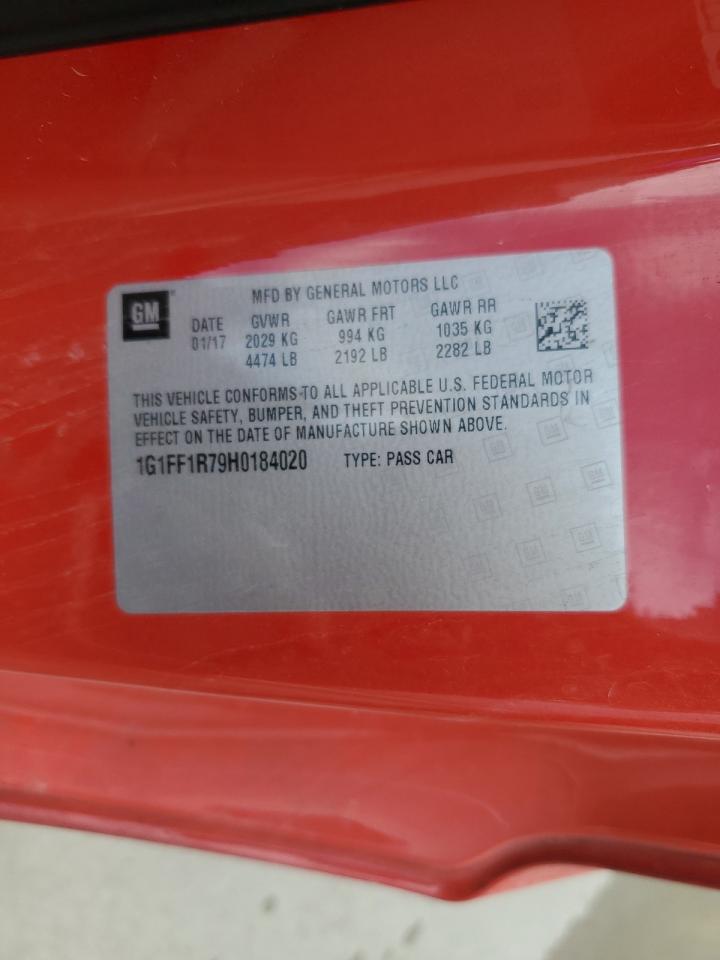 GM
MFD BY GENERAL MOTORS LLC
DATE GVWR GAWR FRT GAWR RR
01/17 2029 KG 994 KG 1035 KG
4474 LB 2192 LB 2282 LB
THIS VEHICLE CONFORMS TO ALL APPLICABLE U.S. FEDERAL MOTOR
VEHICLE SAFETY, BUMPER, AND THEFT PREVENTION STANDARDS IN
EFFECT ON THE DATE OF MANUFACTURE SHOWN ABOVE.
1G1FF1R79H0184020 TYPE: PASS CAR